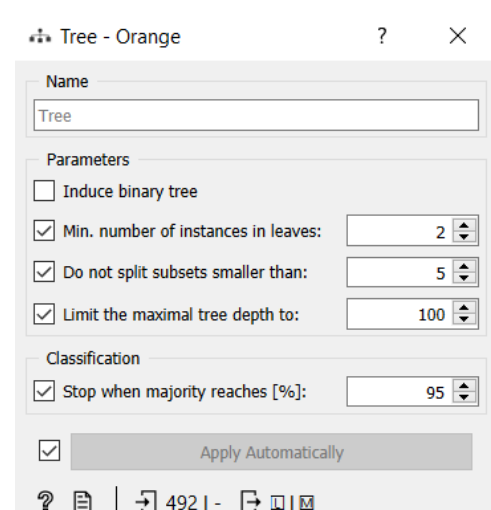 Tree - Orange ? ×
Name
Tree
Parameters
Induce binary tree
Min. number of instances in leaves: 2
Do not split subsets smaller than: 5
Limit the maximal tree depth to: 100
Classification
Stop when majority reaches [%]: 95
Apply Automatically
? 492 | - L | M